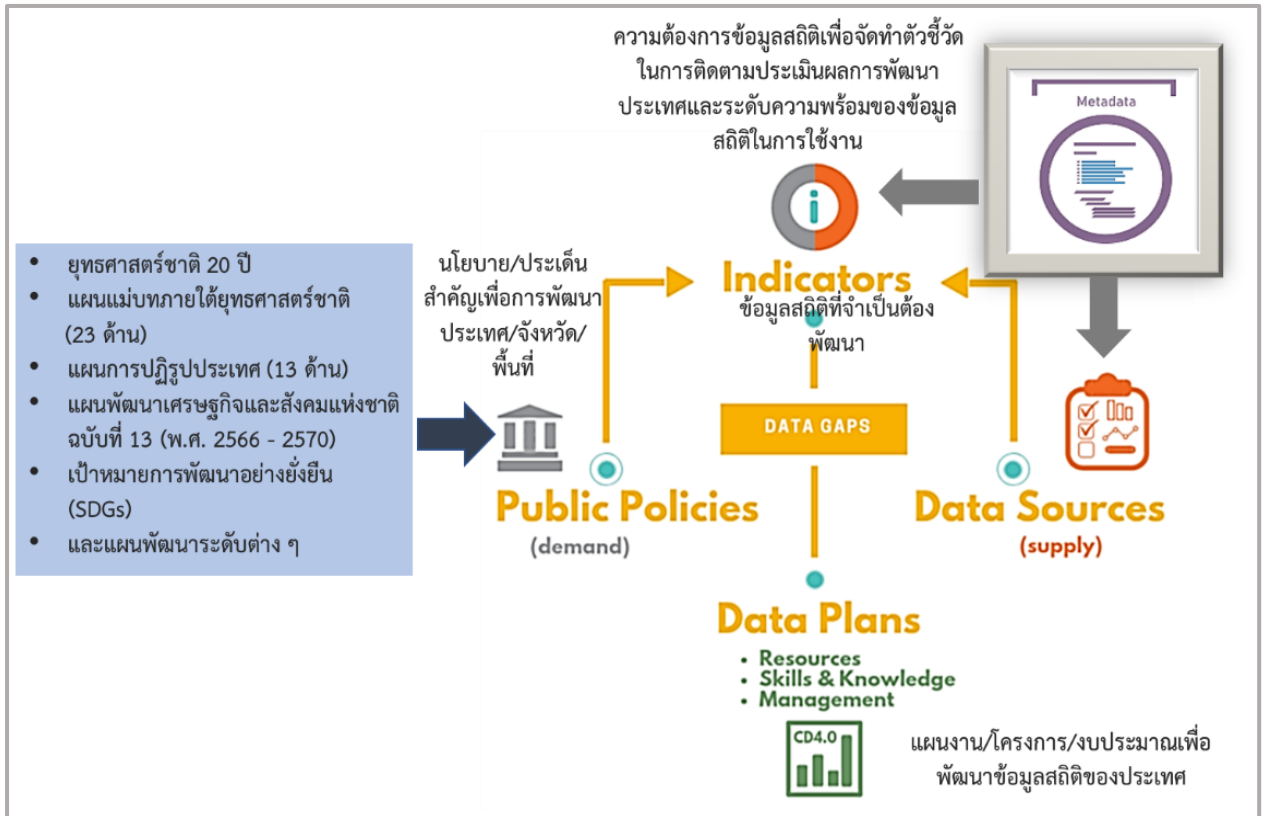 ความต้องการข้อมูลสถิติเพื่อจัดทำตัวชี้วัด
ในการติดตามประเมินผลการพัฒนา
ประเทศและระดับความพร้อมของข้อมูล
สถิติในการใช้งาน
Metadata
• ยุทธศาสตร์ชาติ 20 ปี
• แผนแม่บทภายใต้ยุทธศาสตร์ชาติ
(23 ด้าน)
• แผนการปฏิรูปประเทศ (13 ด้าน)
• แผนพัฒนาเศรษฐกิจและสังคมแห่งชาติ
ฉบับที่ 13 (พ.ศ. 2566 - 2570)
• เป้าหมายการพัฒนาอย่างยั่งยืน
(SDGs)
• และแผนพัฒนาระดับต่าง ๆ
นโยบาย/ประเด็น
สำคัญเพื่อการพัฒนา
ประเทศ/จังหวัด/
พื้นที่
Indicators
ข้อมูลสถิติที่จำเป็นต้อง
พัฒนา
DATA GAPS
Public Policies
(demand)
Data Sources
(supply)
Data Plans
• Resources
• Skills & Knowledge
• Management
CD4.0
แผนงาน/โครงการ/งบประมาณเพื่อ
พัฒนาข้อมูลสถิติของประเทศ